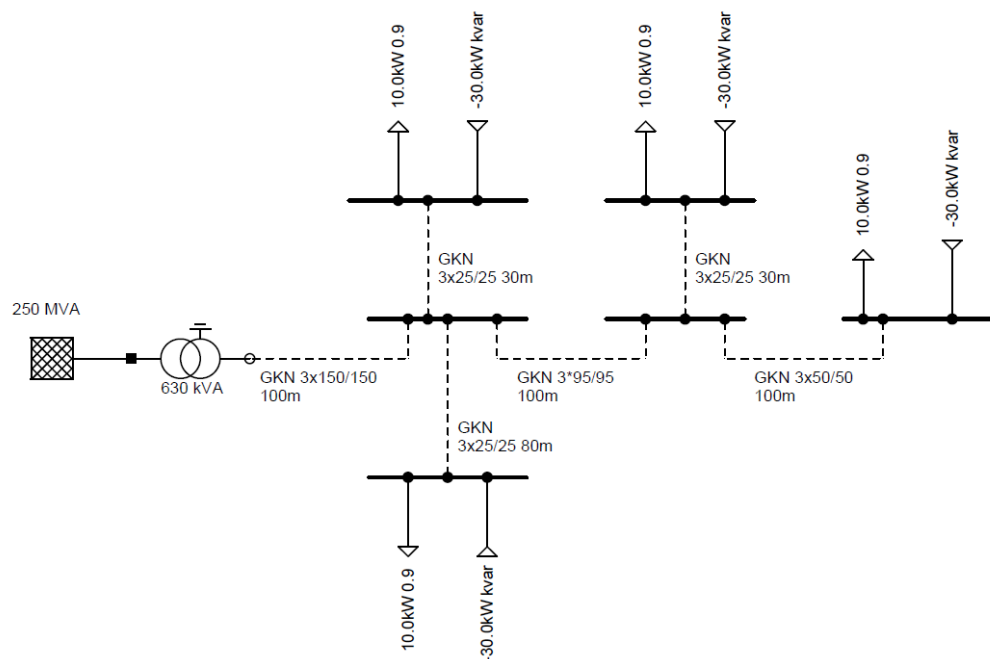 10.0kW 0.9
-30.0kW kvar
10.0kW 0.9
-30.0kW kvar
10.0kW 0.9
-30.0kW kvar
GKN
3x25/25 30m
GKN
3x25/25 30m
250 MVA
630 kVA
GKN 3x150/150
100m
GKN 3*95/95
100m
GKN 3x50/50
100m
GKN
3x25/25 80m
10.0kW 0.9
-30.0kW kvar